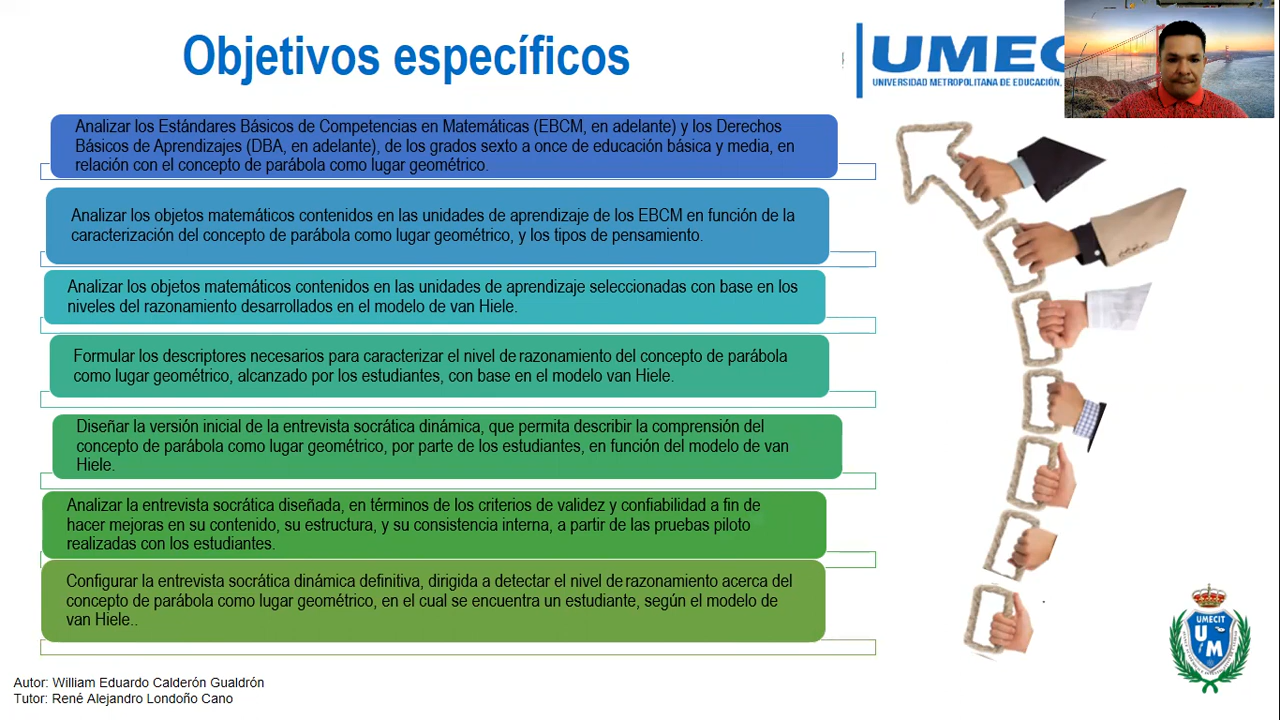 Objetivos específicos
UMEC
UNIVERSIDAD METROPOLITANA DE EDUCACIÓN,
Analizar los Estándares Básicos de Competencias en Matemáticas (EBCM, en adelante) y los Derechos
Básicos de Aprendizajes (DBA, en adelante), de los grados sexto a once de educación básica y media, en
relación con el concepto de parábola como lugar geométrico.
Analizar los objetos matemáticos contenidos en las unidades de aprendizaje de los EBCM en función de la
caracterización del concepto de parábola como lugar geométrico, y los tipos de pensamiento.
Analizar los objetos matemáticos contenidos en las unidades de aprendizaje seleccionadas con base en los
niveles del razonamiento desarrollados en el modelo de van Hiele.
Formular los descriptores necesarios para caracterizar el nivel de razonamiento del concepto de parábola
como lugar geométrico, alcanzado por los estudiantes, con base en el modelo van Hiele.
Diseñar la versión inicial de la entrevista socrática dinámica, que permita describir la comprensión del
concepto de parábola como lugar geométrico, por parte de los estudiantes, en función del modelo de van
Hiele.
Analizar la entrevista socrática diseñada, en términos de los criterios de validez y confiabilidad a fin de
hacer mejoras en su contenido, su estructura, y su consistencia interna, a partir de las pruebas piloto
realizadas con los estudiantes.
Configurar la entrevista socrática dinámica definitiva, dirigida a detectar el nivel de razonamiento acerca del
concepto de parábola como lugar geométrico, en el cual se encuentra un estudiante, según el modelo de
van Hiele..
UMECIT
U
M
Autor: William Eduardo Calderón Gualdrón
Tutor: René Alejandro Londoño Cano